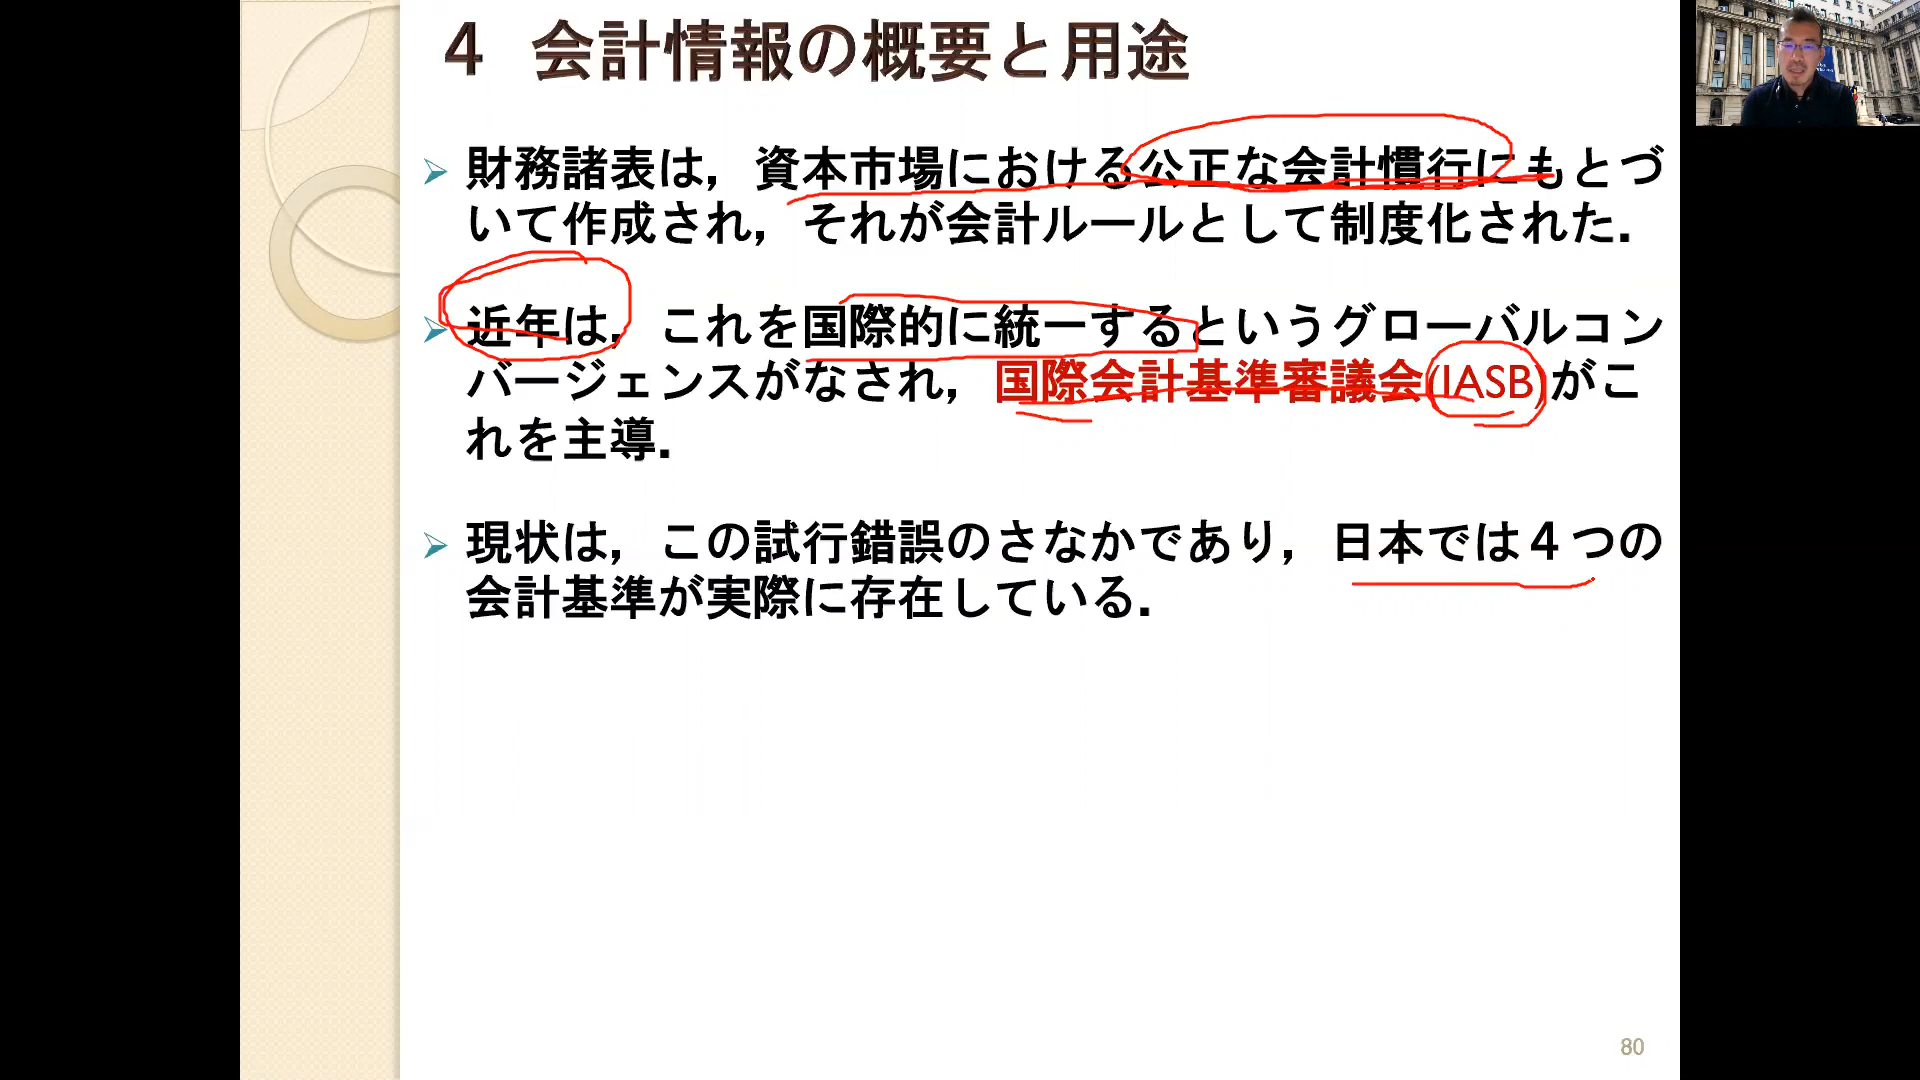 4 会計情報の概要と用途
財務諸表は，資本市場における公正な会計慣行にもとづ
いて作成され，それが会計ルールとして制度化された．
近年は，これを国際的に統一するというグローバルコン
バージェンスがなされ，国際会計基準審議会(IASB)がこ
れを主導．
現状は，この試行錯誤のさなかであり，日本では４つの
会計基準が実際に存在している．
80